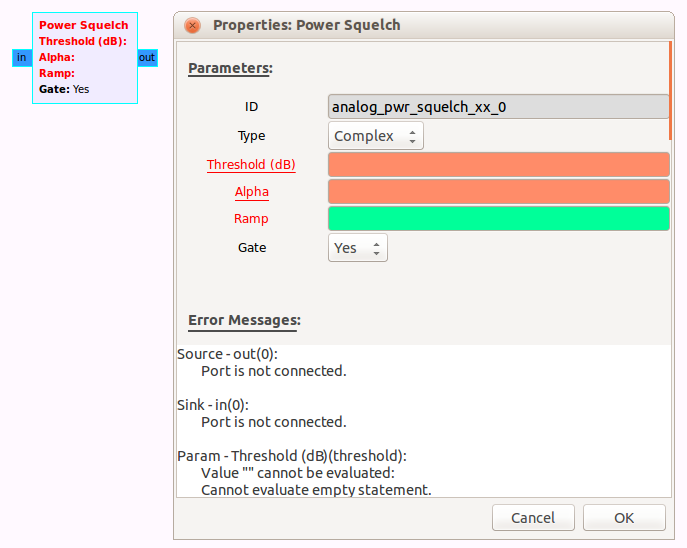 Power Squelch
Threshold (dB):
in
Alpha:
out
Ramp:
Gate: Yes
Properties: Power Squelch
Parameters:
ID analog_pwr_squelch_xx_0
Type Complex
Threshold (dB)
Alpha
Ramp
Gate Yes
Error Messages:
Source - out(0):
Port is not connected.
Sink - in(0):
Port is not connected.
Param - Threshold (dB)(threshold):
Value "" cannot be evaluated:
Cannot evaluate empty statement.
Cancel OK